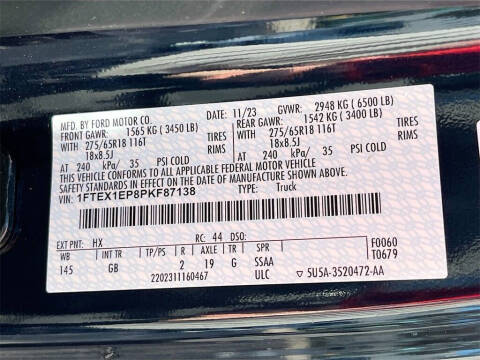 MFD. BY FORD MOTOR CO.
DATE: 11/23 GVWR: 2948 KG ( 6500 LB)
FRONT GAWR: 1565 KG ( 3450 LB)
REAR GAWR: 1542 KG ( 3400 LB)
WITH 275/65R18 116T TIRES
WITH 275/65R18 116T TIRES
18x8.5J RIMS
18x8.5J RIMS
AT 240 kPa/ 35 PSI COLD
AT 240 kPa/ 35 PSI COLD
THIS VEHICLE CONFORMS TO ALL APPLICABLE FEDERAL MOTOR VEHICLE
SAFETY AND THEFT PREVENTION STANDARDS IN EFFECT ON THE DATE OF MANUFACTURE SHOWN ABOVE.
VIN: 1FTEX1EP8PKF87138
TYPE: Truck
EXT PNT: HX RC: 44 DSO: F0060
WB TP/PS R AXLE TR SPR T0679
145 GB 2 19 G SSAA
2202311160467 ULC ▽ 5U5A-3520472-AA